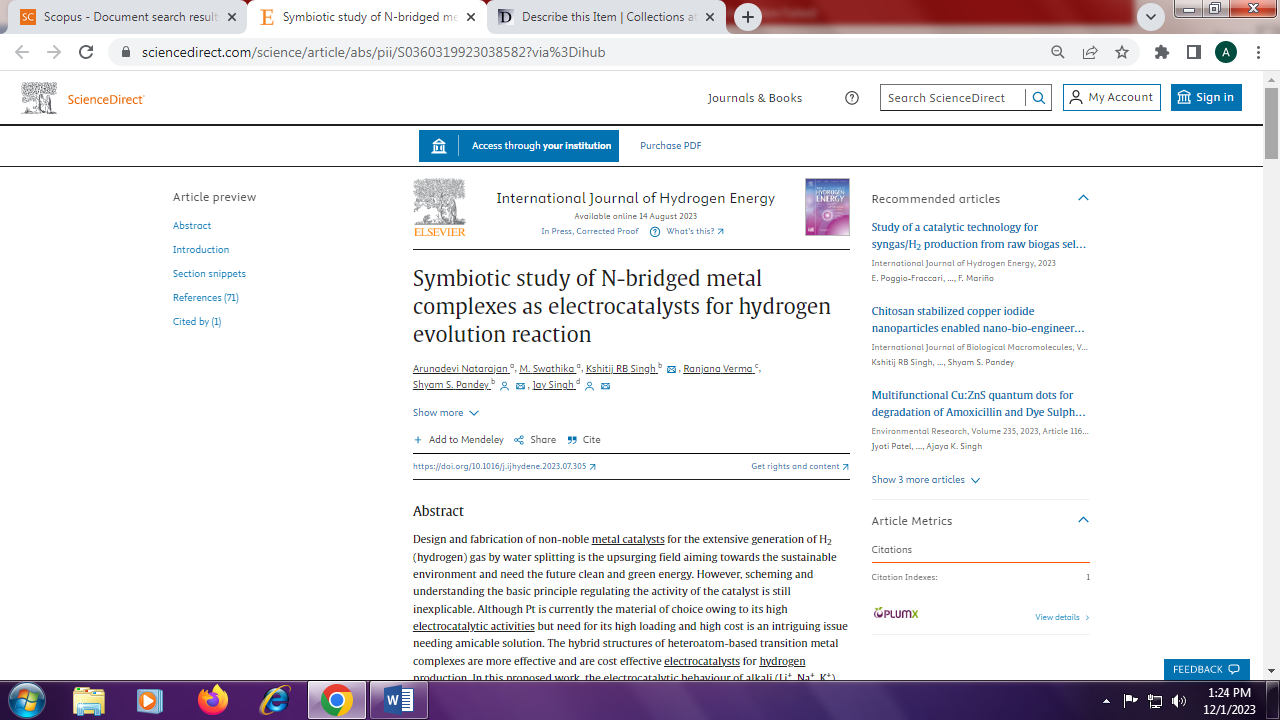 Scopus - Document search result
Symbiotic study of N-bridged me
Describe this Item | Collections at
sciencedirect.com/science/article/abs/pii/S0360319923038582?via%3Dihub
A
ScienceDirect
Journals & Books
Search ScienceDirect
My Account
Sign in
Access through your institution
Purchase PDF
Article preview
Abstract
Introduction
Section snippets
References (71)
Cited by (1)
ELSEVIER
International Journal of Hydrogen Energy
Available online 14 August 2023
In Press, Corrected Proof What's this? ↗
HYDROGEN
ENERGY
Symbiotic study of N-bridged metal
complexes as electrocatalysts for hydrogen
evolution reaction
Arunadevi Natarajan a, M. Swathika a, Kshitij RB Singh b, Ranjana Verma c,
Shyam S. Pandey b, Jay Singh d
Show more
+ Add to Mendeley Share Cite
https://doi.org/10.1016/j.ijhydene.2023.07.305 ↗ Get rights and content ↗
Abstract
Design and fabrication of non-noble metal catalysts for the extensive generation of H₂
(hydrogen) gas by water splitting is the upsurging field aiming towards the sustainable
environment and need the future clean and green energy. However, scheming and
understanding the basic principle regulating the activity of the catalyst is still
inexplicable. Although Pt is currently the material of choice owing to its high
electrocatalytic activities but need for its high loading and high cost is an intriguing issue
needing amicable solution. The hybrid structures of heteroatom-based transition metal
complexes are more effective and are cost effective electrocatalysts for hydrogen
production. In this proposed work, the electrocatalytic behaviour of alkali (Li⁺, Na⁺, K⁺)
Recommended articles
Study of a catalytic technology for
syngas/H₂ production from raw biogas sel...
International Journal of Hydrogen Energy, 2023
E. Poggio-Fraccari, ..., F. Mariño
Chitosan stabilized copper iodide
nanoparticles enabled nano-bio-engineer...
International Journal of Biological Macromolecules, V...
Kshitij RB Singh, ..., Shyam S. Pandey
Multifunctional Cu:ZnS quantum dots for
degradation of Amoxicillin and Dye Sulph...
Environmental Research, Volume 235, 2023, Article 116...
Jyoti Patel, ..., Ajaya K. Singh
Show 3 more articles
Article Metrics
Citations
Citation Indexes: 1
PLUMX
View details >
FEEDBACK
1:24 PM
12/1/2023